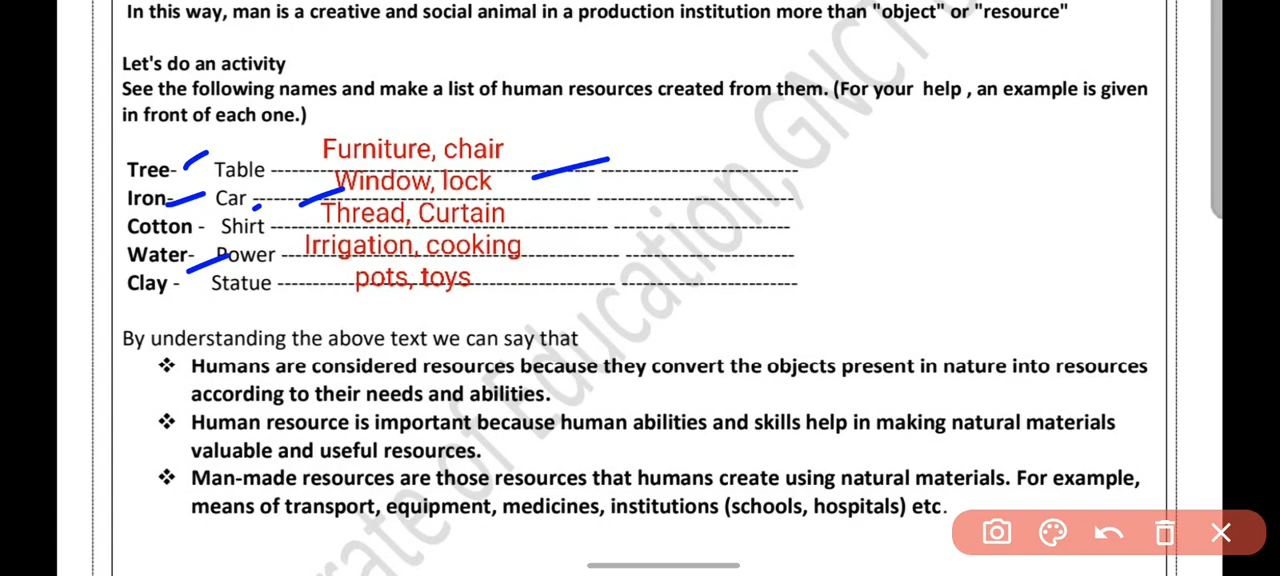 In this way, man is a creative and social animal in a production institution more than "object" or "resource"
Let's do an activity
See the following names and make a list of human resources created from them. (For your help , an example is given
in front of each one.)
Tree- Table ---------- Furniture, chair ----------
Iron- Car ---------- Window, lock ----------
Cotton - Shirt ---------- Thread, Curtain ----------
Water- Power ---------- Irrigation, cooking ----------
Clay - Statue ---------- pots, toys ----------
By understanding the above text we can say that
❖ Humans are considered resources because they convert the objects present in nature into resources
according to their needs and abilities.
❖ Human resource is important because human abilities and skills help in making natural materials
valuable and useful resources.
❖ Man-made resources are those resources that humans create using natural materials. For example,
means of transport, equipment, medicines, institutions (schools, hospitals) etc.
of Education, GNCT